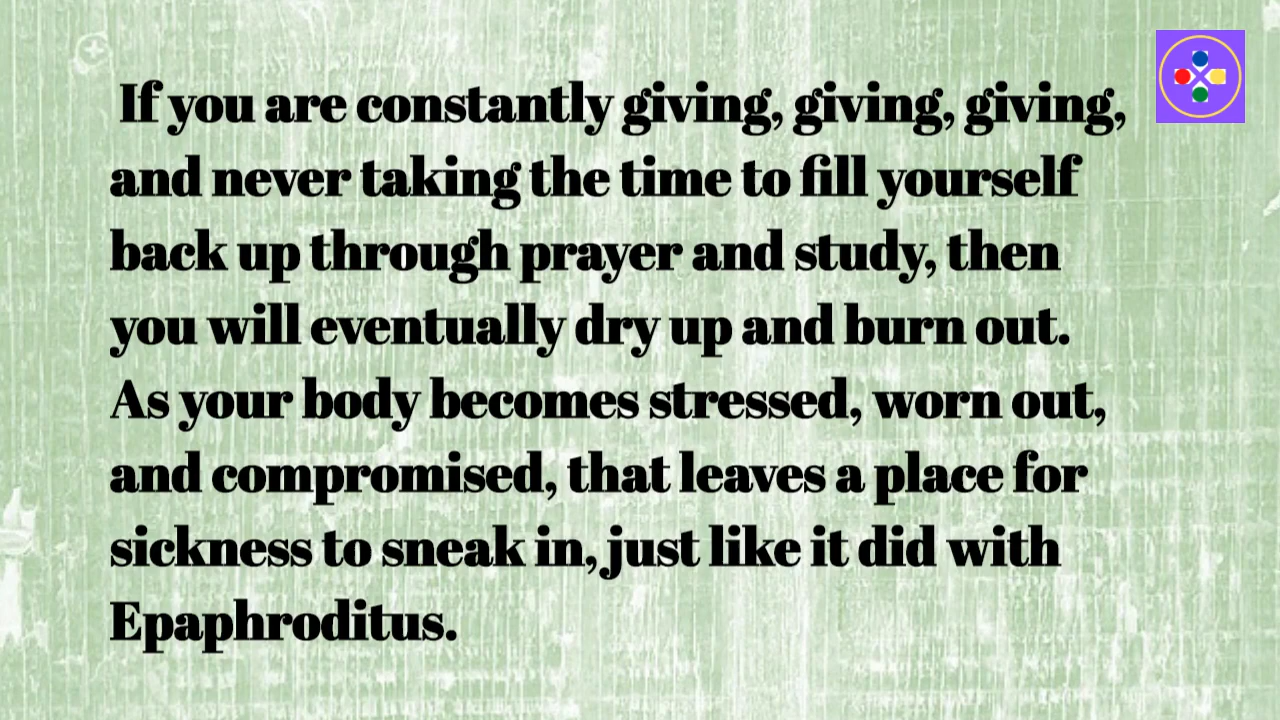 If you are constantly giving, giving, giving,
and never taking the time to fill yourself
back up through prayer and study, then
you will eventually dry up and burn out.
As your body becomes stressed, worn out,
and compromised, that leaves a place for
sickness to sneak in, just like it did with
Epaphroditus.